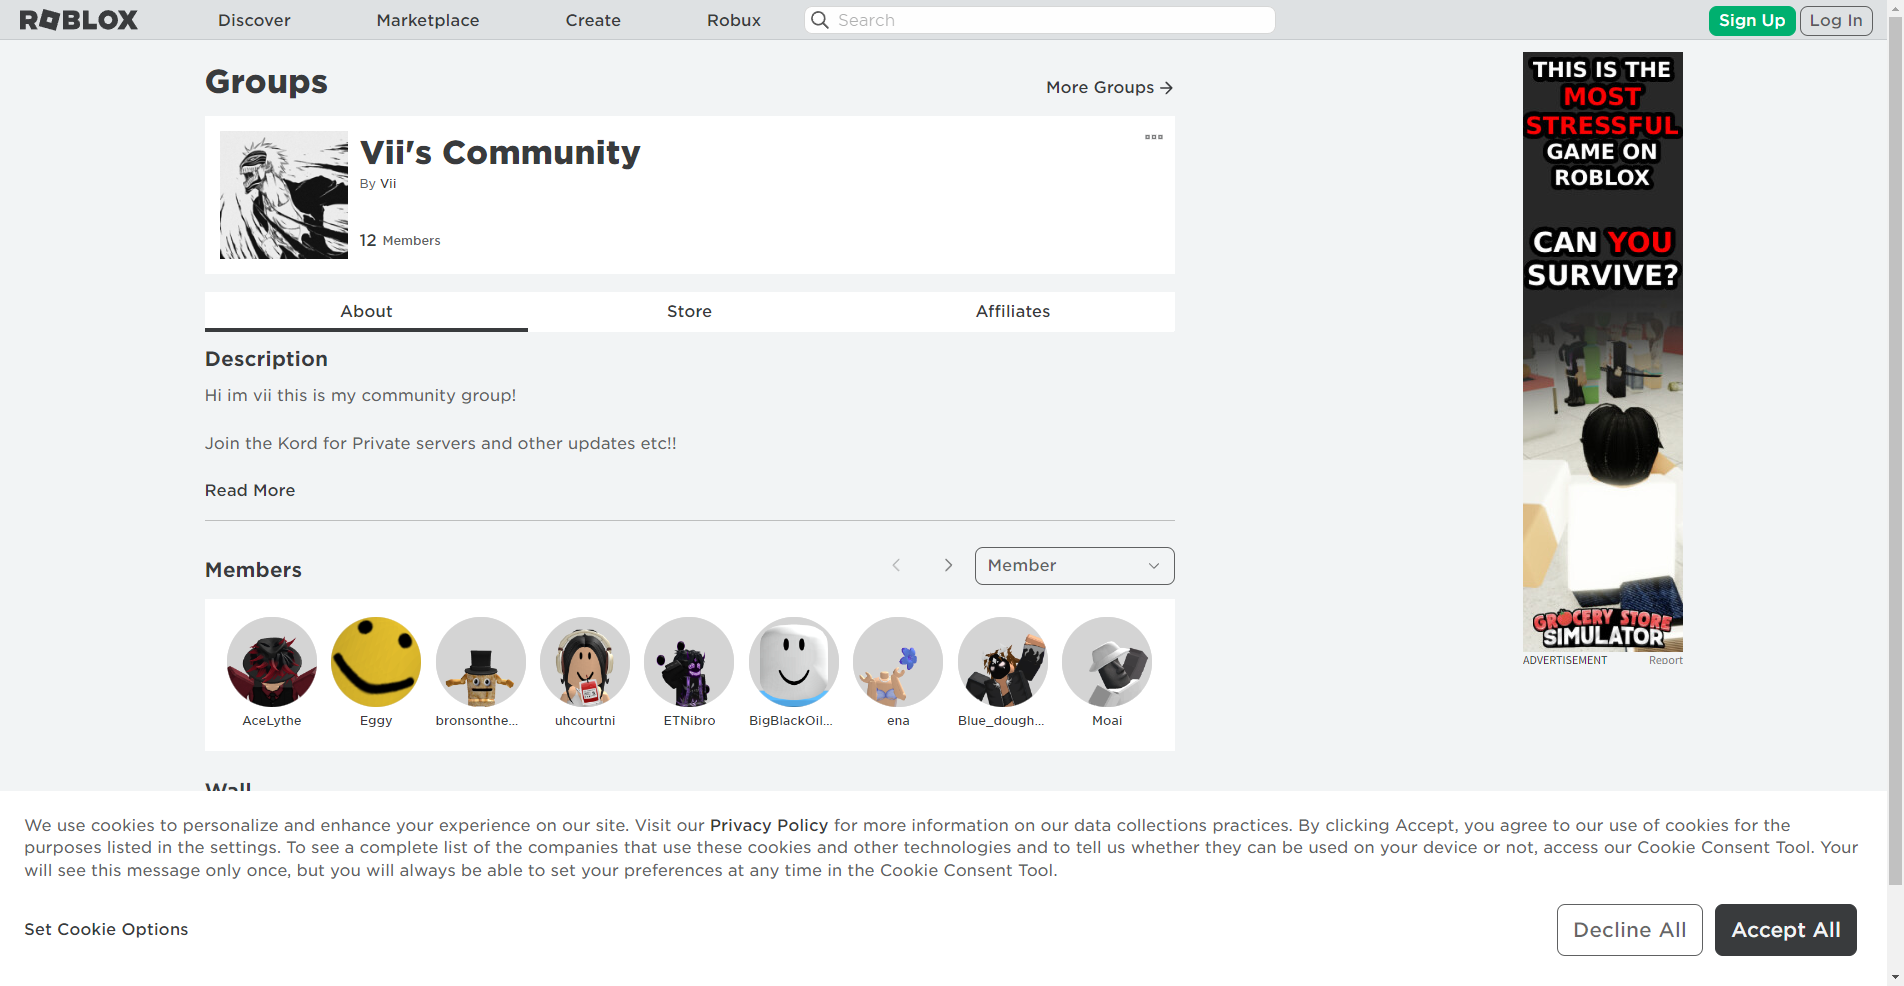 ROBLOX
Discover
Marketplace
Create
Robux
Search
Sign Up
Log In
Groups
More Groups
Vii's Community
By Vii
12 Members
About
Store
Affiliates
Description
Hi im vii this is my community group!
Join the Kord for Private servers and other updates etc!!
Read More
Members
Member
AceLythe
Eggy
bronsonthe...
uhcourtni
ETNibro
BigBlackOil...
ena
Blue_dough...
Moai
Wall
THIS IS THE
MOST
STRESSFUL
GAME ON
ROBLOX
CAN YOU
SURVIVE?
GROCERY STORE
SIMULATOR
ADVERTISEMENT
Report
We use cookies to personalize and enhance your experience on our site. Visit our Privacy Policy for more information on our data collections practices. By clicking Accept, you agree to our use of cookies for the
purposes listed in the settings. To see a complete list of the companies that use these cookies and other technologies and to tell us whether they can be used on your device or not, access our Cookie Consent Tool. Your
will see this message only once, but you will always be able to set your preferences at any time in the Cookie Consent Tool.
Set Cookie Options
Decline All
Accept All